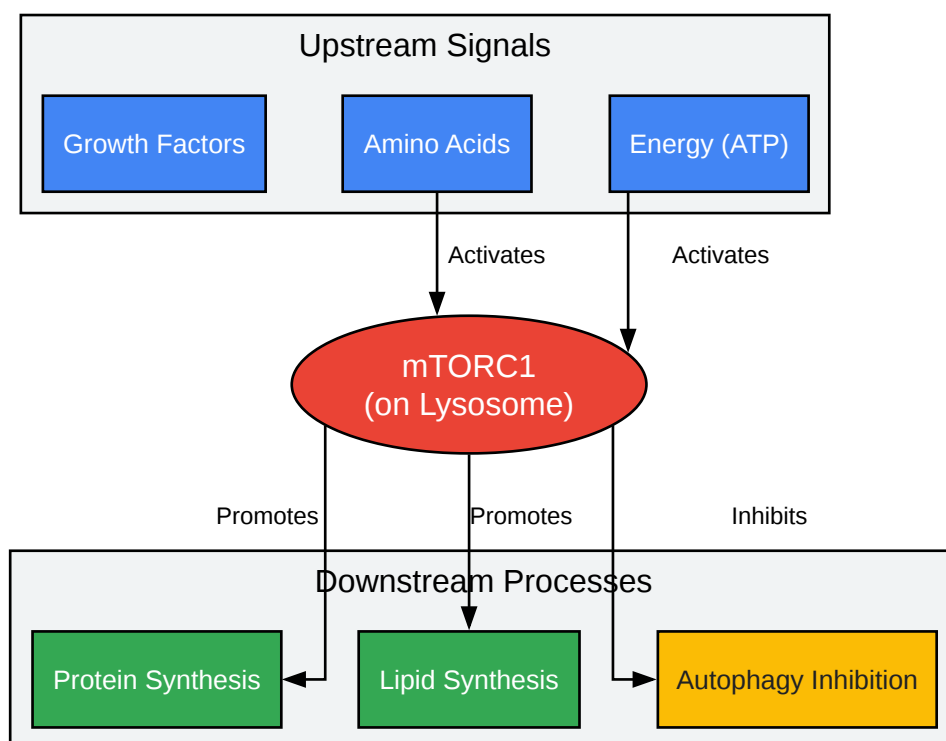 Upstream Signals
Growth Factors
Amino Acids
Energy (ATP)
Activates
Activates
mTORC1
(on Lysosome)
Promotes
Promotes
Inhibits
Downstream Processes
Protein Synthesis
Lipid Synthesis
Autophagy Inhibition